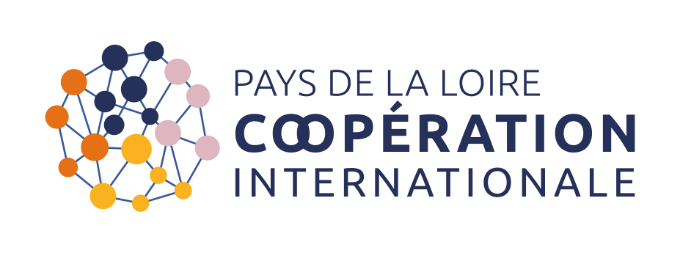 PAYS DE LA LOIRE
COOPÉRATION
INTERNATIONALE